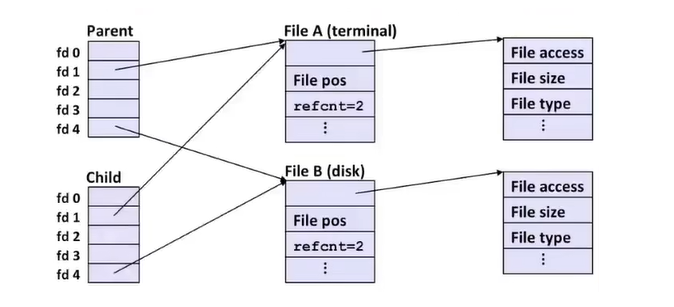 Parent
fd 0
fd 1
fd 2
fd 3
fd 4
File A (terminal)
File pos
refcnt=2
⋮
File access
File size
File type
⋮
Child
fd 0
fd 1
fd 2
fd 3
fd 4
File B (disk)
File pos
refcnt=2
⋮
File access
File size
File type
⋮